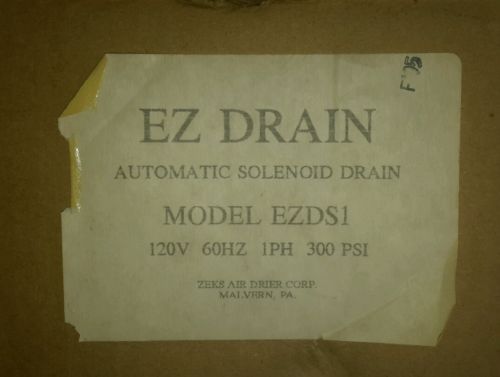 EZ DRAIN
AUTOMATIC SOLENOID DRAIN
MODEL EZDS1
120V 60HZ 1PH 300 PSI
ZEKS AIR DRIER CORP.
MALVERN, PA.